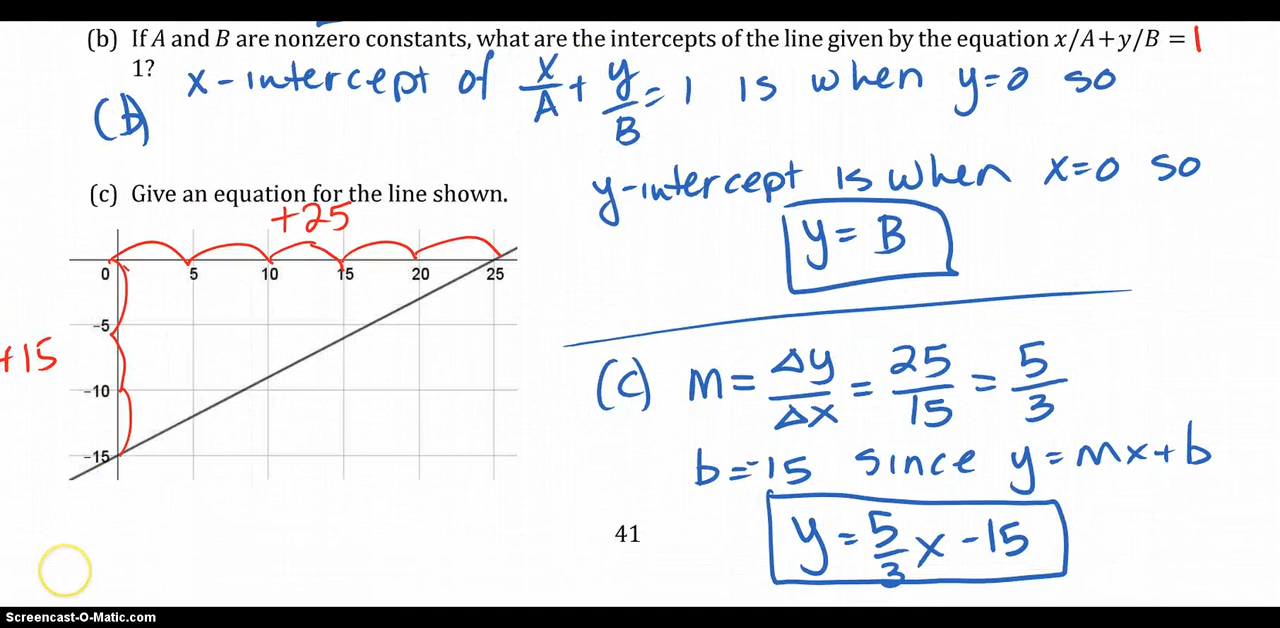 (b) If A and B are nonzero constants, what are the intercepts of the line given by the equation x/A+y/B = 1
1?
x-intercept of x/A + y/B = 1 is when y=0 so
(b)
y-intercept is when x=0 so
y = B
(c) Give an equation for the line shown.
+25
0 5 10 15 20 25
-5
+15
-10
-15
(c) m = Δy/Δx = 25/15 = 5/3
b=-15 since y=mx+b
y = 5/3 x -15
41
Screencast-O-Matic.com